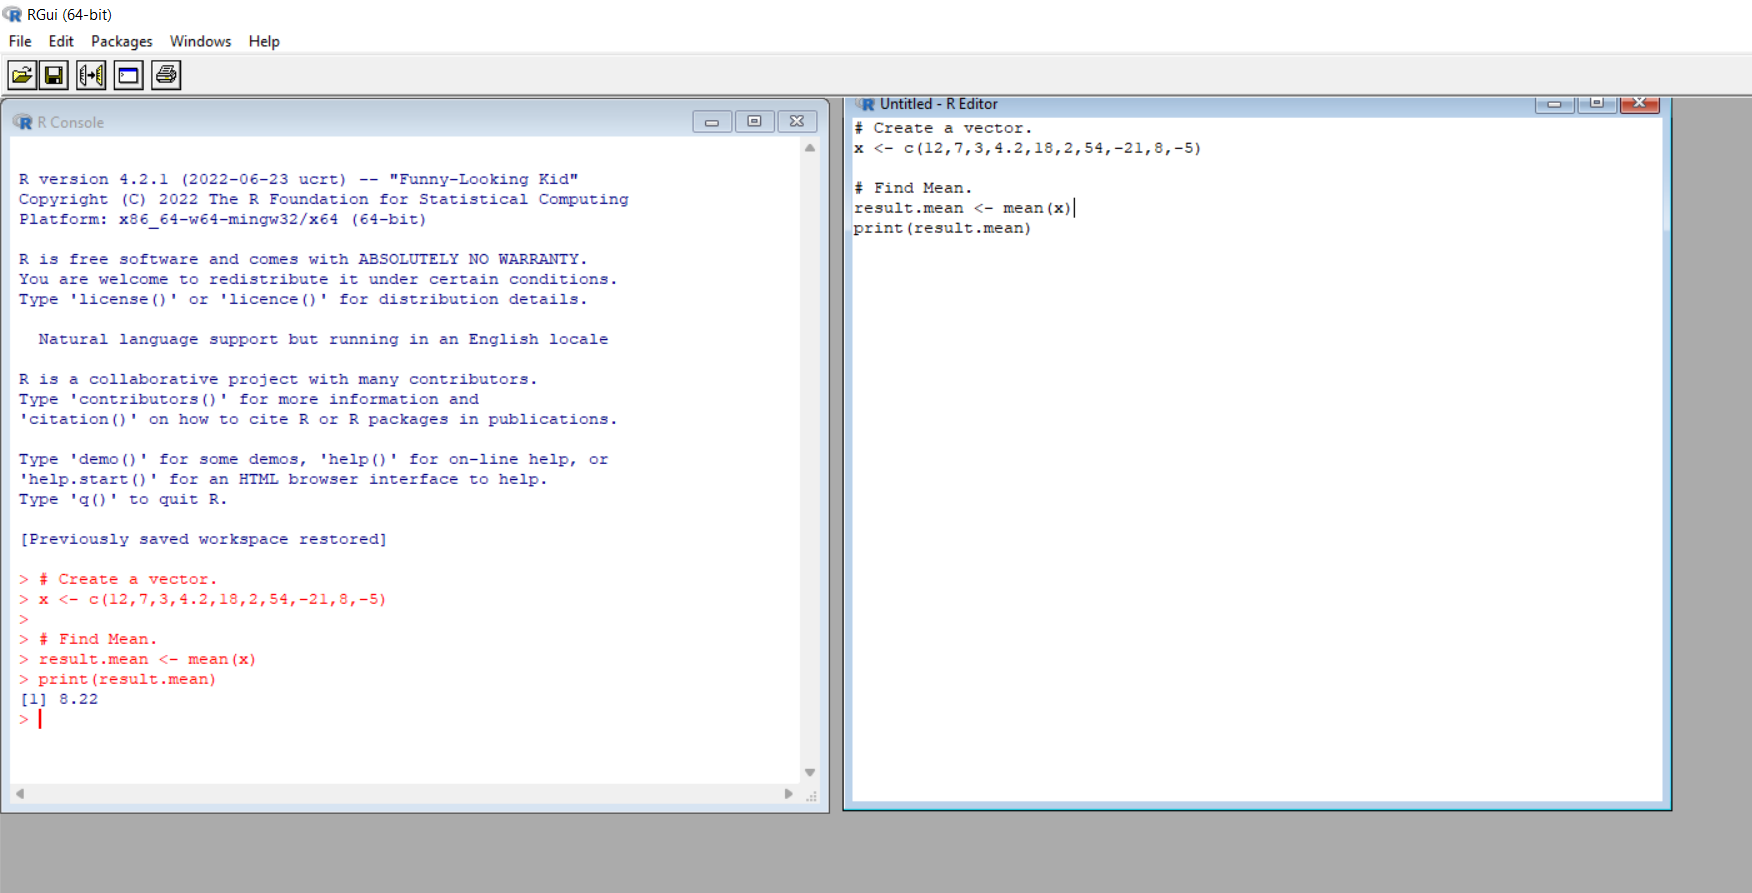 RGui (64-bit)
File Edit Packages Windows Help
R Console
R version 4.2.1 (2022-06-23 ucrt) -- "Funny-Looking Kid"
Copyright (C) 2022 The R Foundation for Statistical Computing
Platform: x86_64-w64-mingw32/x64 (64-bit)
R is free software and comes with ABSOLUTELY NO WARRANTY.
You are welcome to redistribute it under certain conditions.
Type 'license()' or 'licence()' for distribution details.
Natural language support but running in an English locale
R is a collaborative project with many contributors.
Type 'contributors()' for more information and
'citation()' on how to cite R or R packages in publications.
Type 'demo()' for some demos, 'help()' for on-line help, or
'help.start()' for an HTML browser interface to help.
Type 'q()' to quit R.
[Previously saved workspace restored]
> # Create a vector.
> x <- c(12,7,3,4.2,18,2,54,-21,8,-5)
>
> # Find Mean.
> result.mean <- mean(x)
> print(result.mean)
[1] 8.22
>
Untitled - R Editor
# Create a vector.
x <- c(12,7,3,4.2,18,2,54,-21,8,-5)
# Find Mean.
result.mean <- mean(x)
print(result.mean)